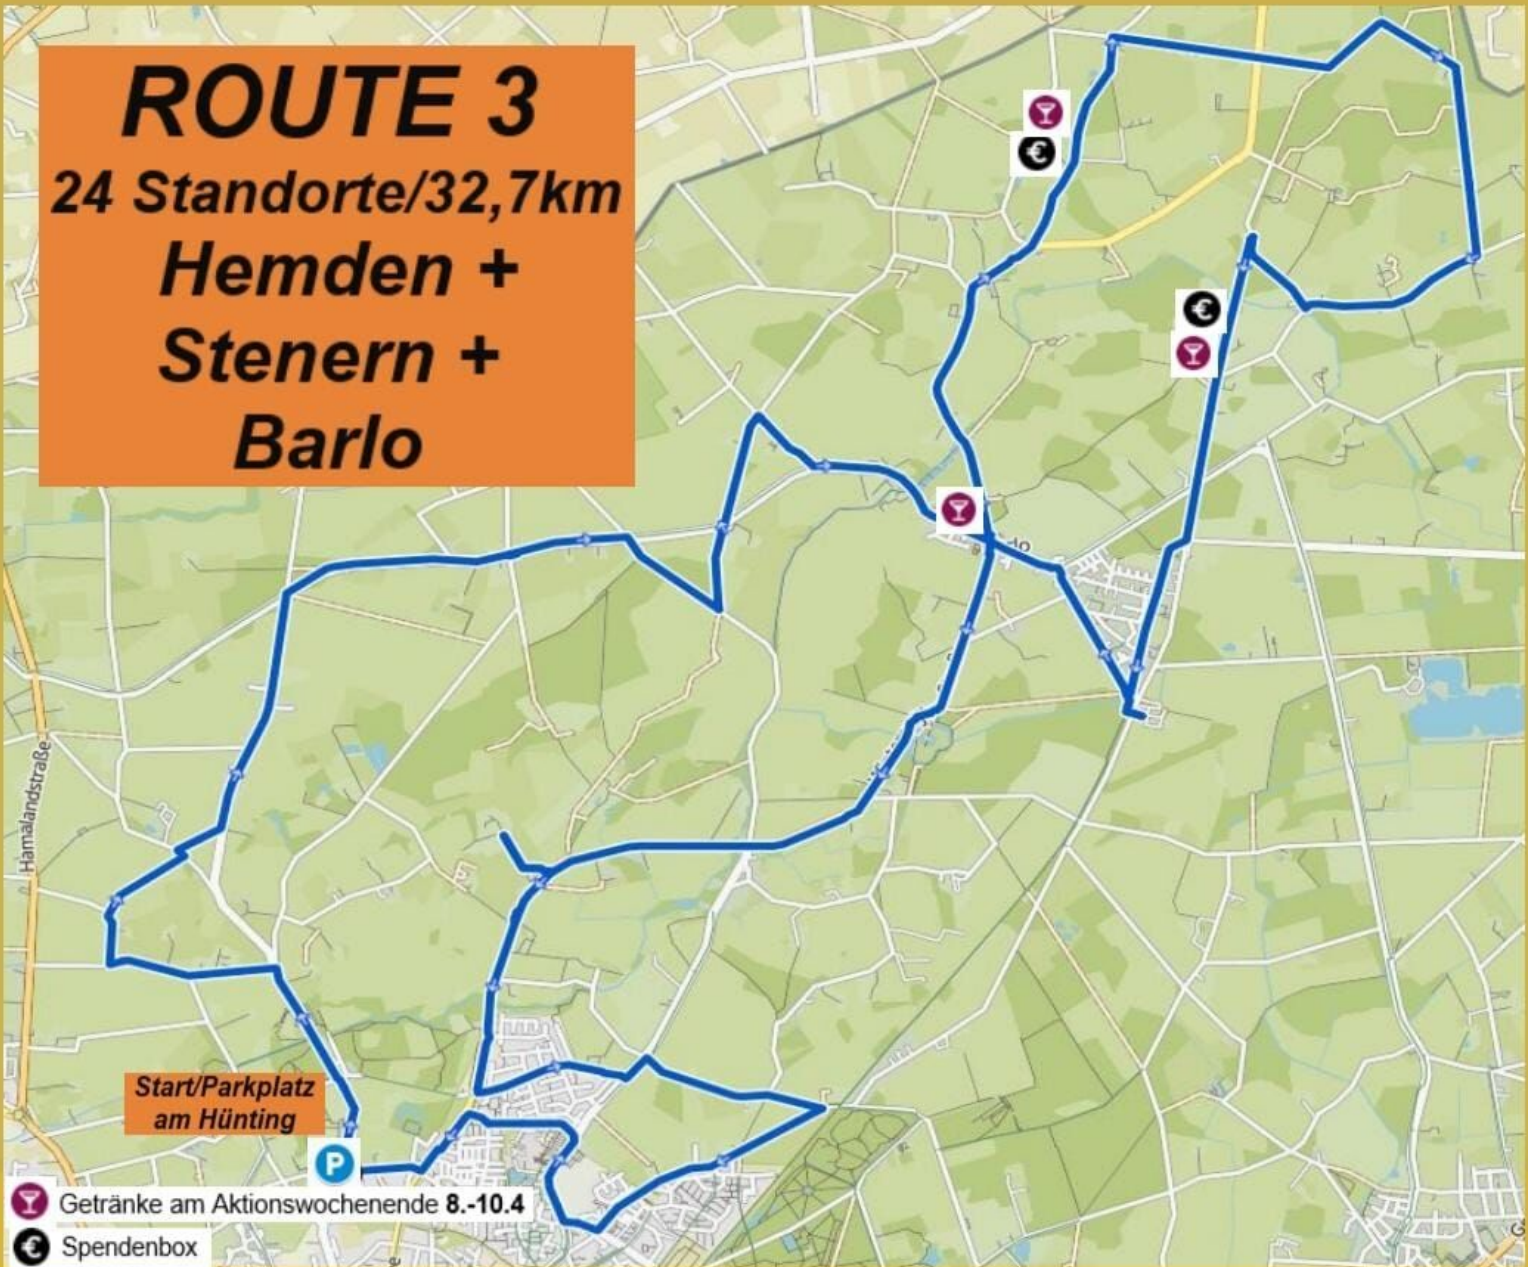 ROUTE 3
24 Standorte/32,7km
Hemden +
Stenern +
Barlo
Hamalandstraße
Start/Parkplatz
am Hünting
P
Getränke am Aktionswochenende 8.-10.4
€ Spendenbox